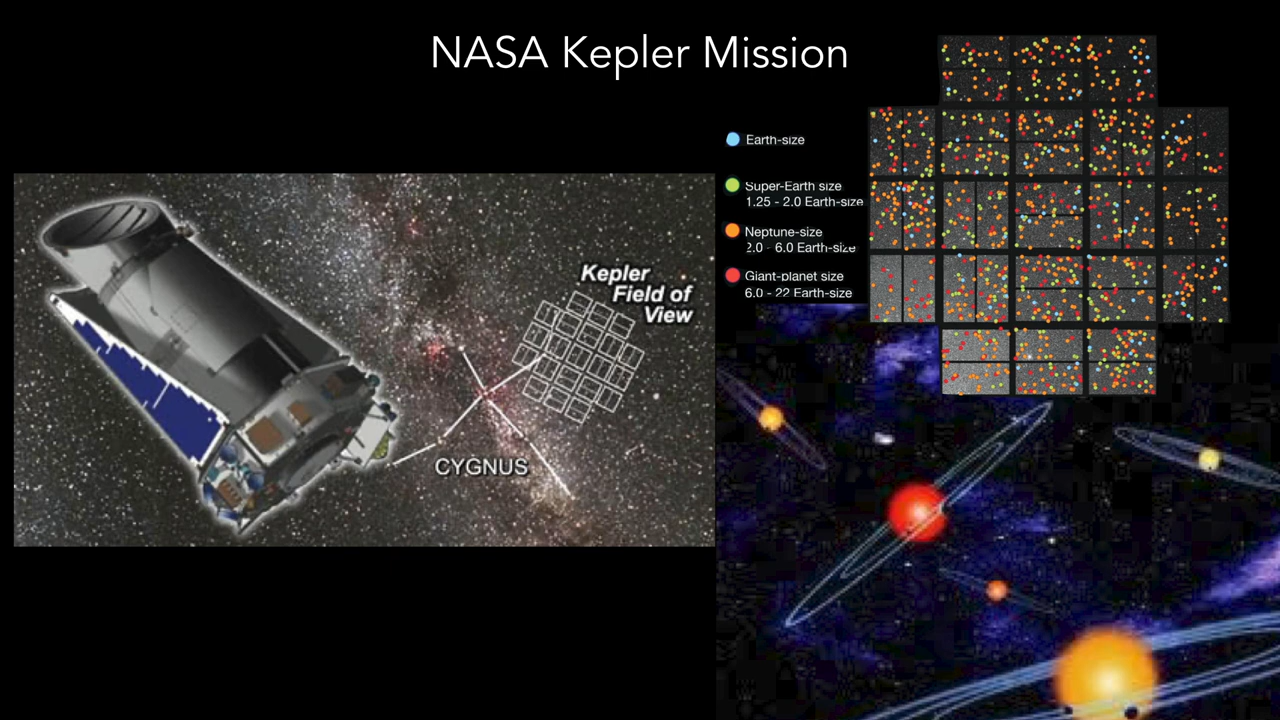 NASA Kepler Mission
Earth-size
Super-Earth size
1.25 - 2.0 Earth-size
Neptune-size
2.0 - 6.0 Earth-size
Giant-planet size
6.0 - 22 Earth-size
Kepler
Field of
View
CYGNUS